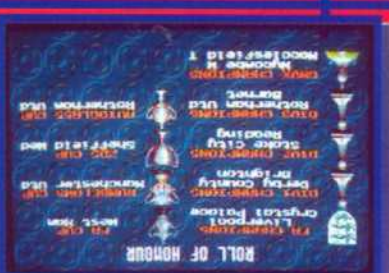 ROLL OF HONOUR
FA CHAMPIONS
Liverpool
Crystal Palace
DIV1 CHAMPIONS
Derby County
Brighton
DIV2 CHAMPIONS
Stoke City
Reading
DIV3 CHAMPIONS
Rotherham Utd
Barnet
GMVX CHAMPIONS
Wycombe W
Macclesfield T
FA CUP
West Ham
RUMBELOWS CUP
Manchester Utd
ZDS CUP
Sheffield Wed
AUTOGLASS CUP
Rotherham Utd